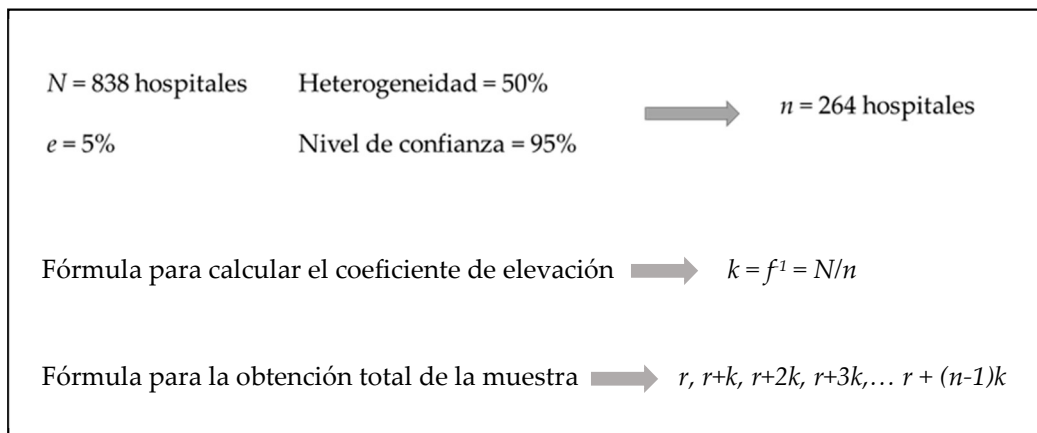 N = 838 hospitales Heterogeneidad = 50%
n = 264 hospitales
e = 5% Nivel de confianza = 95%
Fórmula para calcular el coeficiente de elevación k = f¹ = N/n
Fórmula para la obtención total de la muestra r, r+k, r+2k, r+3k,… r + (n-1)k